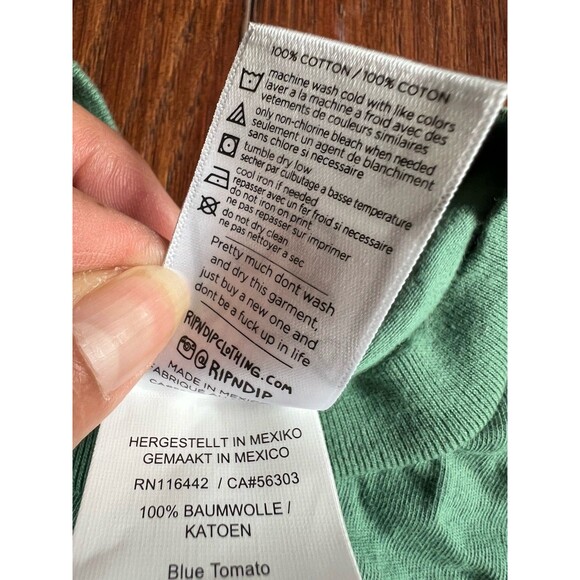 100% COTTON / 100% COTON
machine wash cold with like colors
laver a la machine a froid avec des
vetements de couleurs similaires
only non-chlorine bleach when needed
seulement un agent de blanchiment
sans chlore si necessaire
tumble dry low
secher par culbutage a basse temperature
cool iron if needed
repasser avec un fer froid si necessaire
do not iron on print
ne pas repasser sur imprimer
do not dry clean
ne pas nettoyer a sec
Pretty much dont wash
and dry this garment,
just buy a new one and
dont be a fuck up in life
RIPNDIPCLOTHING.COM
@RIPNDIP
MADE IN MEXICO
FABRIQUE
HERGESTELLT IN MEXIKO
GEMAAKT IN MEXICO
RN116442 / CA#56303
100% BAUMWOLLE /
KATOEN
Blue Tomato